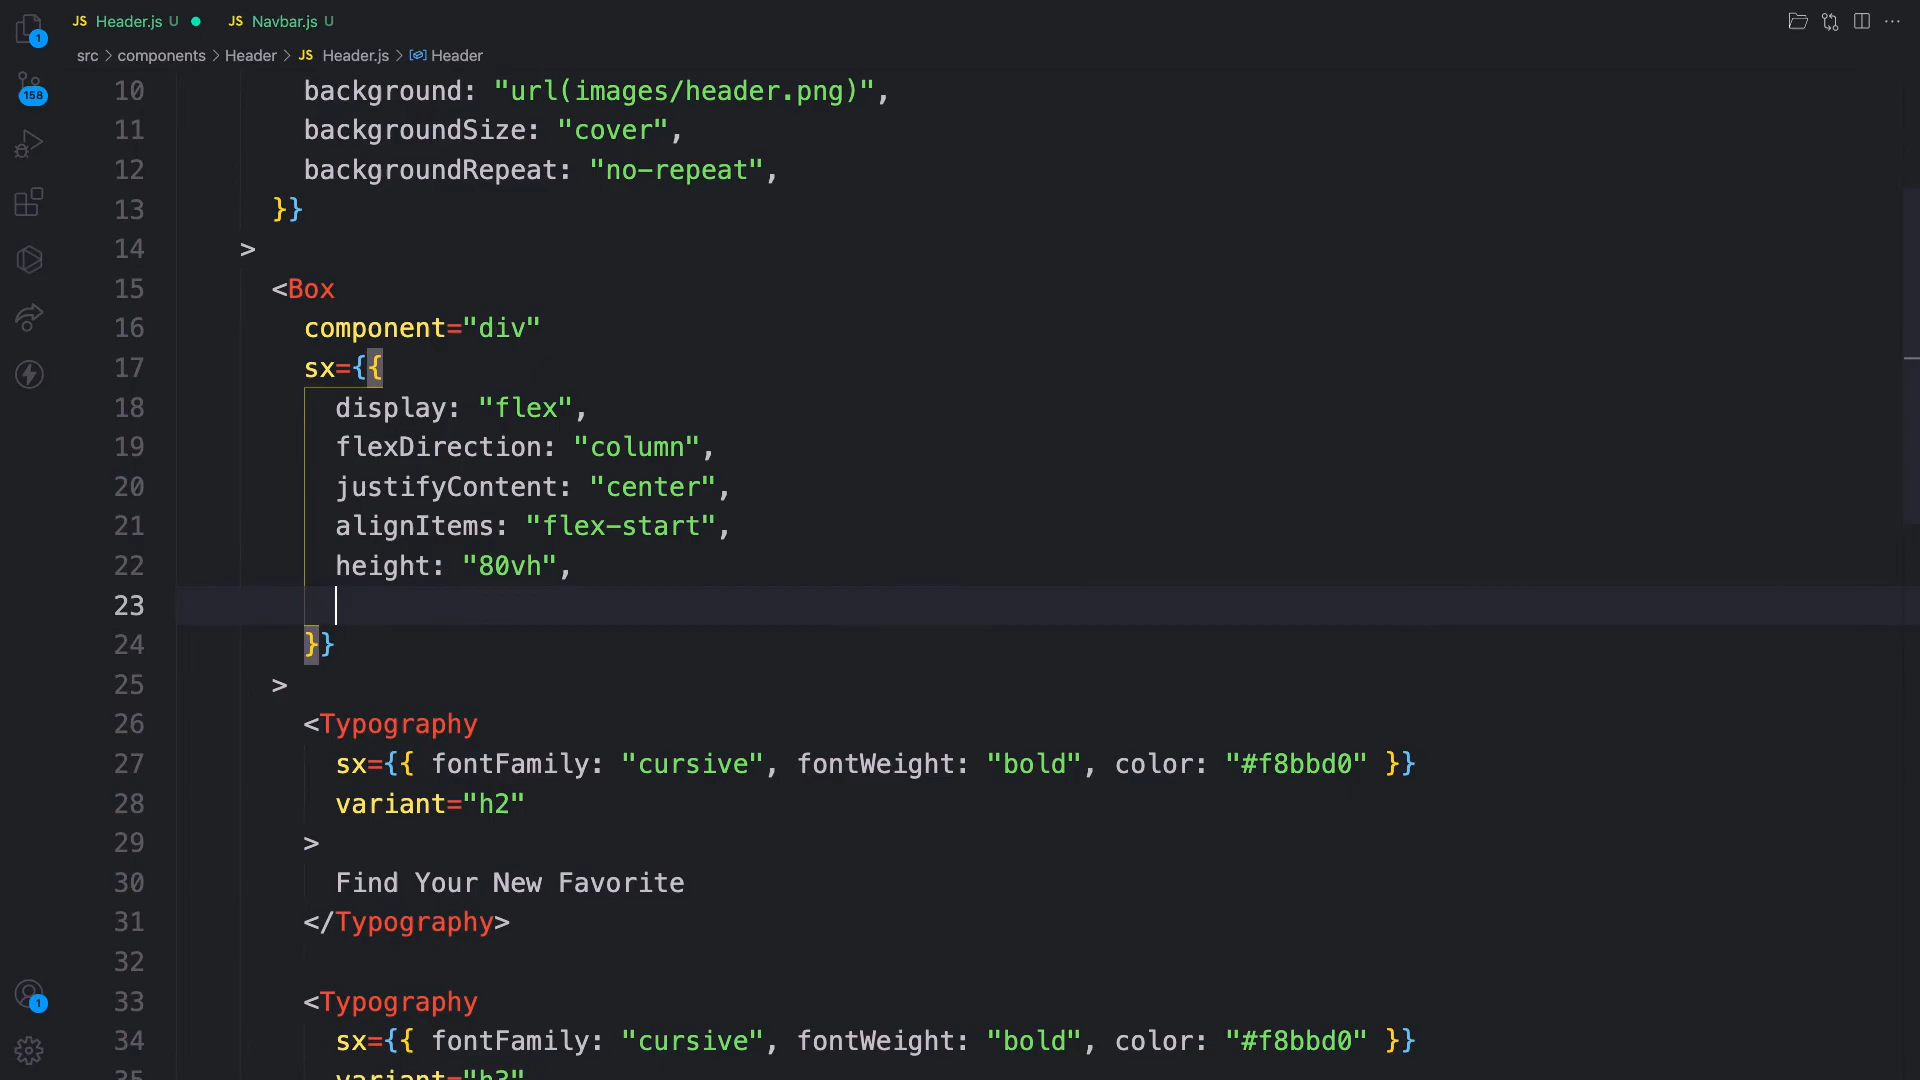 JS Header.js U JS Navbar.js U
src > components > Header > JS Header.js > Header
1
158
10 background: "url(images/header.png)",
11 backgroundSize: "cover",
12 backgroundRepeat: "no-repeat",
13 }}
14 >
15 <Box
16 component="div"
17 sx={{
18 display: "flex",
19 flexDirection: "column",
20 justifyContent: "center",
21 alignItems: "flex-start",
22 height: "80vh",
23
24 }}
25 >
26 <Typography
27 sx={{ fontFamily: "cursive", fontWeight: "bold", color: "#f8bbd0" }}
28 variant="h2"
29 >
30 Find Your New Favorite
31 </Typography>
32
33 <Typography
34 sx={{ fontFamily: "cursive", fontWeight: "bold", color: "#f8bbd0" }}
35 variant="h3"
1